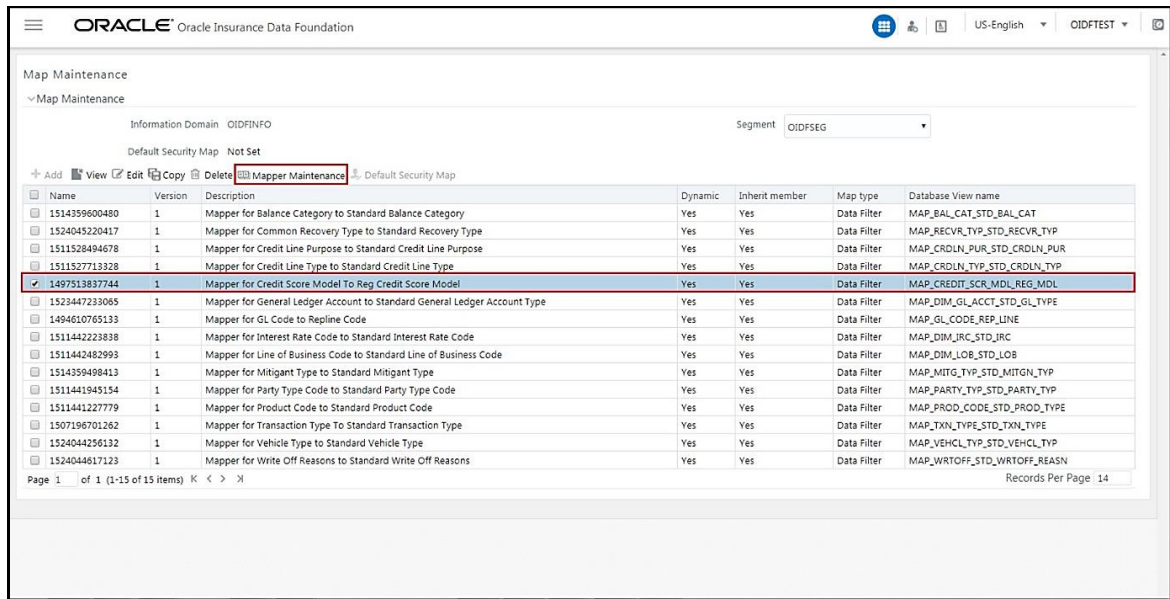 ORACLE® Oracle Insurance Data Foundation US-English OIDFTEST
Map Maintenance
Map Maintenance
Information Domain OIDFINFO Segment OIDFSEG
Default Security Map Not Set
Add View Edit Copy Delete Mapper Maintenance Default Security Map
Name Version Description Dynamic Inherit member Map type Database View name
1514359600480 1 Mapper for Balance Category to Standard Balance Category Yes Yes Data Filter MAP_BAL_CAT_STD_BAL_CAT
1524045220417 1 Mapper for Common Recovery Type to Standard Recovery Type Yes Yes Data Filter MAP_RECVR_TYP_STD_RECVR_TYP
1511528494678 1 Mapper for Credit Line Purpose to Standard Credit Line Purpose Yes Yes Data Filter MAP_CRDLN_PUR_STD_CRDLN_PUR
1511527713328 1 Mapper for Credit Line Type to Standard Credit Line Type Yes Yes Data Filter MAP_CRDLN_TYP_STD_CRDLN_TYP
1497513837744 1 Mapper for Credit Score Model To Reg Credit Score Model Yes Yes Data Filter MAP_CREDIT_SCR_MDL_REG_MDL
1523447233065 1 Mapper for General Ledger Account to Standard General Ledger Account Type Yes Yes Data Filter MAP_DIM_GL_ACCT_STD_GL_TYPE
1494610765133 1 Mapper for GL Code to Repline Code Yes Yes Data Filter MAP_GL_CODE_REP_LINE
1511442223838 1 Mapper for Interest Rate Code to Standard Interest Rate Code Yes Yes Data Filter MAP_DIM_IRC_STD_IRC
1511442482993 1 Mapper for Line of Business Code to Standard Line of Business Code Yes Yes Data Filter MAP_DIM_LOB_STD_LOB
1514359498413 1 Mapper for Mitigant Type to Standard Mitigant Type Yes Yes Data Filter MAP_MITG_TYP_STD_MITGN_TYP
1511441945154 1 Mapper for Party Type Code to Standard Party Type Code Yes Yes Data Filter MAP_PARTY_TYP_STD_PARTY_TYP
1511441227779 1 Mapper for Product Code to Standard Product Code Yes Yes Data Filter MAP_PROD_CODE_STD_PROD_TYPE
1507196701262 1 Mapper for Transaction Type To Standard Transaction Type Yes Yes Data Filter MAP_TXN_TYPE_STD_TXN_TYPE
1524044256132 1 Mapper for Vehicle Type to Standard Vehicle Type Yes Yes Data Filter MAP_VEHCL_TYP_STD_VEHCL_TYP
1524044617123 1 Mapper for Write Off Reasons to Standard Write Off Reasons Yes Yes Data Filter MAP_WRTOFF_STD_WRTOFF_REASN
Page 1 of 1 (1-15 of 15 items) Records Per Page 14